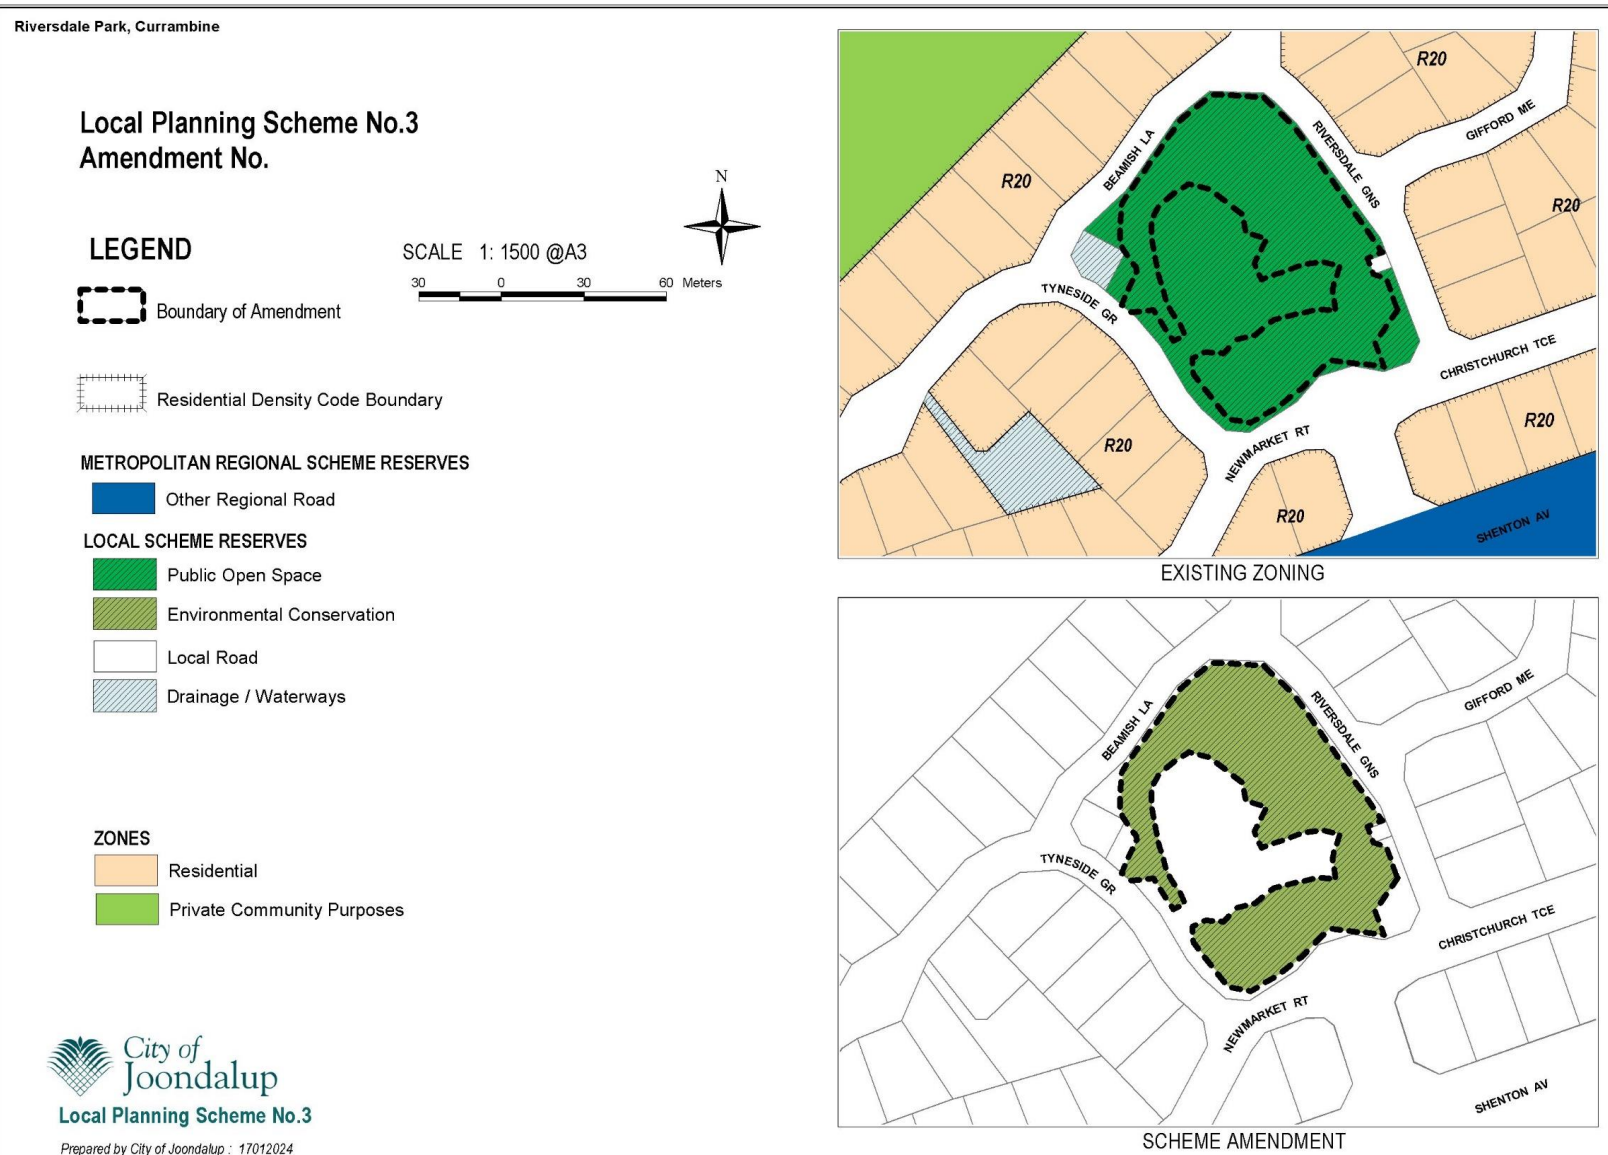 Riversdale Park, Currambine
Local Planning Scheme No.3
Amendment No.
LEGEND
SCALE 1: 1500 @A3
N
30 0 30 60 Meters
Boundary of Amendment
Residential Density Code Boundary
METROPOLITAN REGIONAL SCHEME RESERVES
Other Regional Road
LOCAL SCHEME RESERVES
Public Open Space
Environmental Conservation
Local Road
Drainage / Waterways
ZONES
Residential
Private Community Purposes
City of
Joondalup
Local Planning Scheme No.3
Prepared by City of Joondalup : 17012024
R20
GIFFORD ME
RIVERSDALE GNS
BEAMISH LA
R20
R20
TYNESIDE GR
CHRISTCHURCH TCE
R20
R20
NEWMARKET RT
R20
SHENTON AV
EXISTING ZONING
GIFFORD ME
RIVERSDALE GNS
BEAMISH LA
TYNESIDE GR
CHRISTCHURCH TCE
NEWMARKET RT
SHENTON AV
SCHEME AMENDMENT